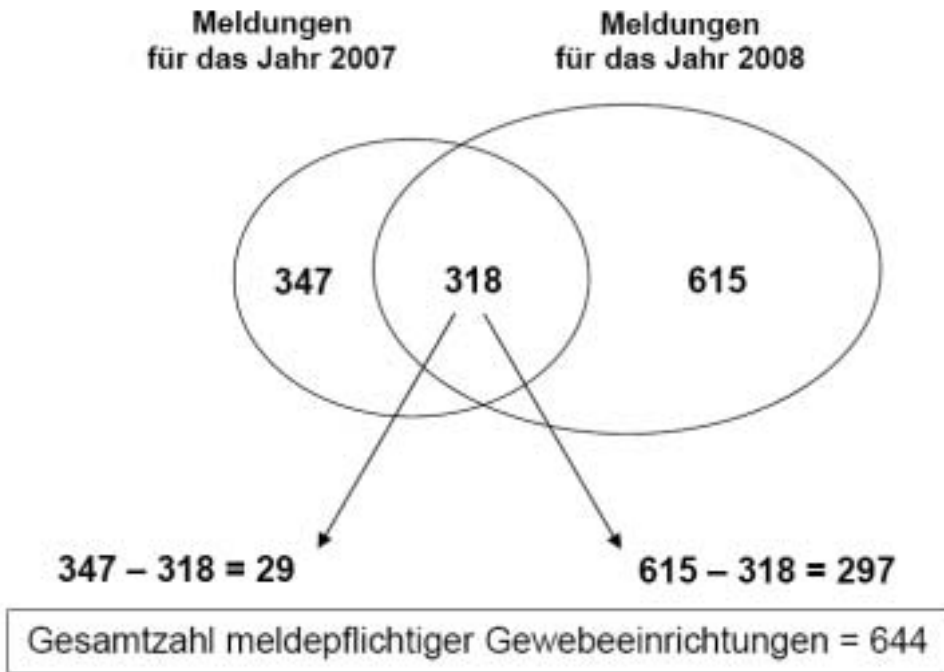 Meldungen
für das Jahr 2007
Meldungen
für das Jahr 2008
347
318
615
347 – 318 = 29
615 – 318 = 297
Gesamtzahl meldepflichtiger Gewebeeinrichtungen = 644